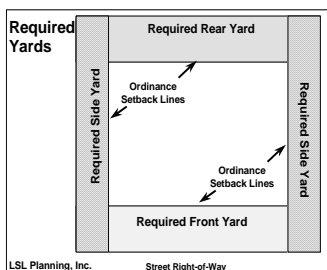 Required
Yards
Required Rear Yard
Ordinance
Setback Lines
Required Side Yard
Required Side Yard
Ordinance
Setback Lines
Required Front Yard
LSL Planning, Inc.
Street Right-of-Way